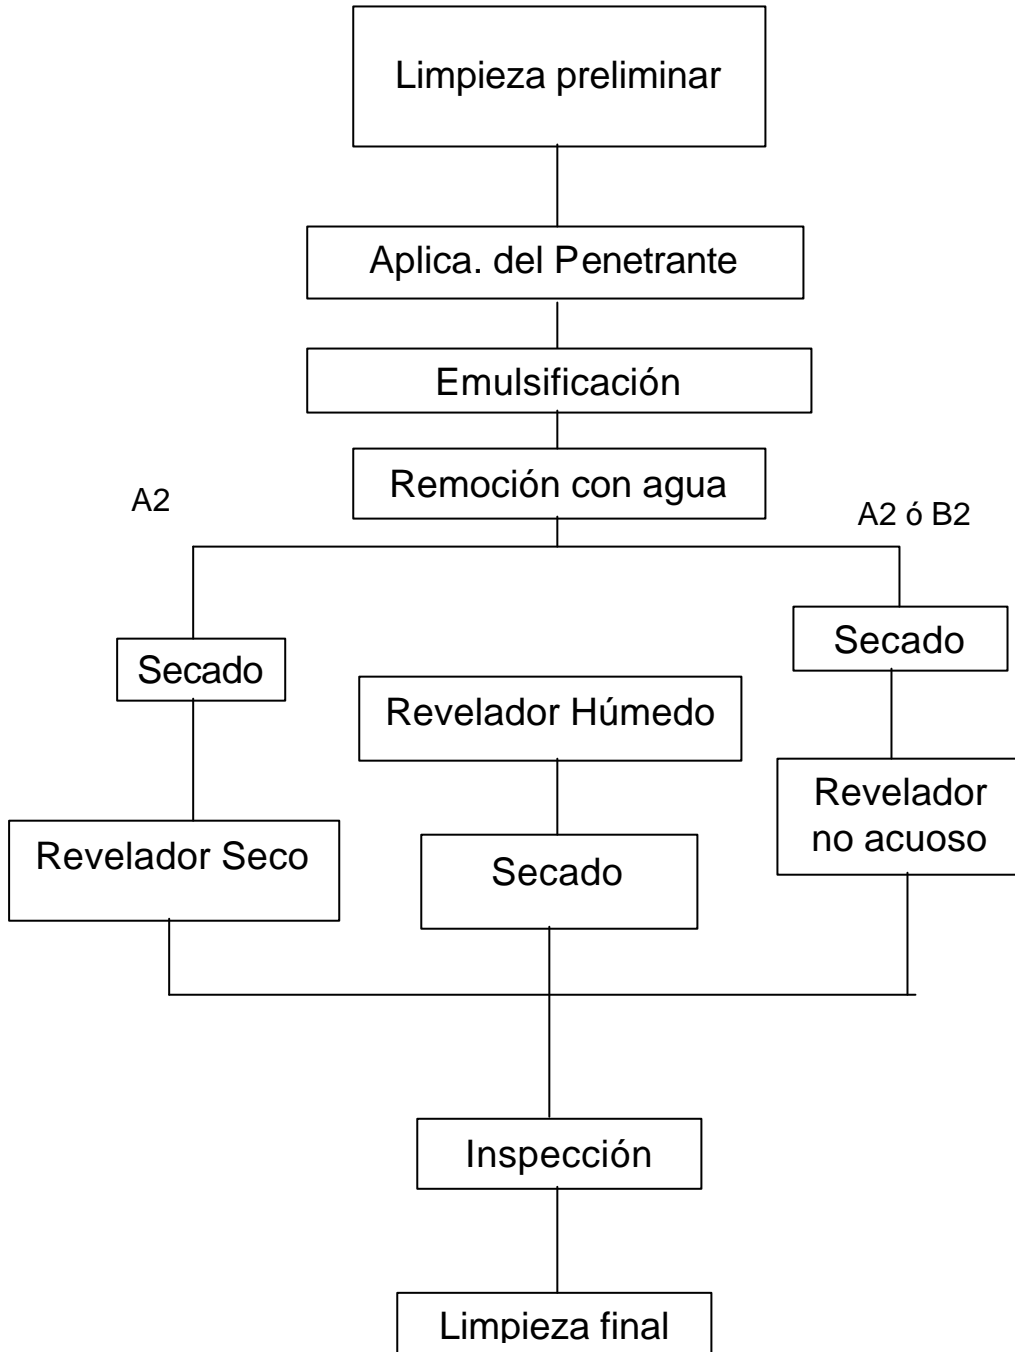 Limpieza preliminar
Aplica. del Penetrante
Emulsificación
Remoción con agua
A2
A2 ó B2
Secado
Secado
Revelador Húmedo
Revelador
no acuoso
Revelador Seco
Secado
Inspección
Limpieza final